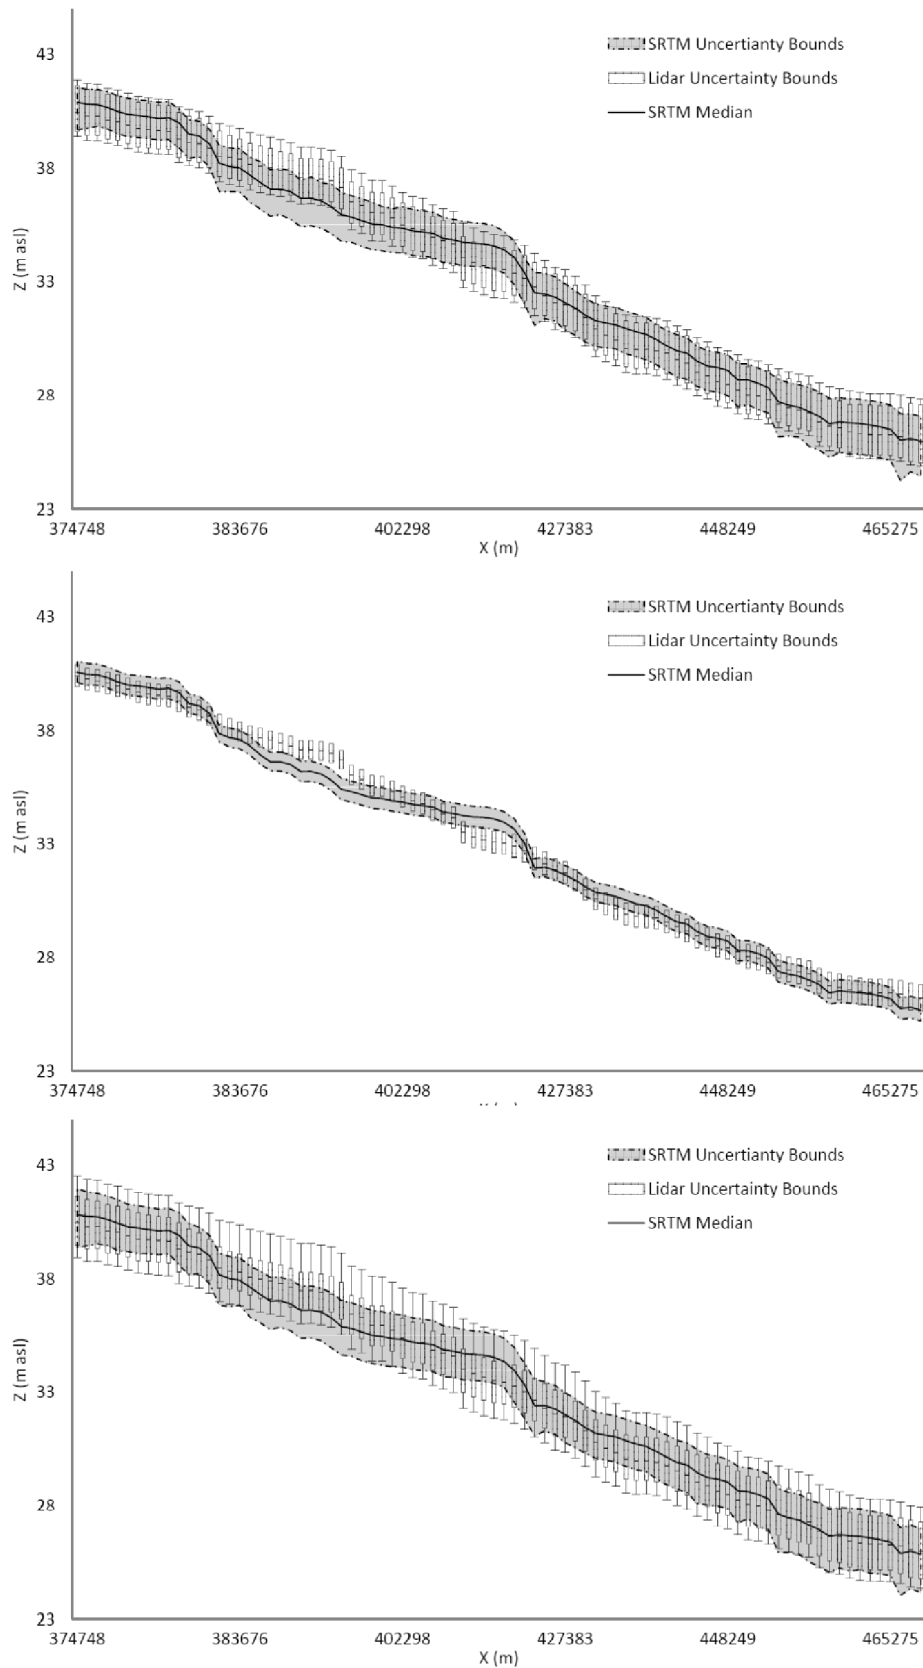 43
SRTM Uncertianty Bounds
Lidar Uncertainty Bounds
SRTM Median
38
Z (m asl)
33
28
23
374748 383676 402298 427383 448249 465275
X (m)
43
SRTM Uncertianty Bounds
Lidar Uncertainty Bounds
SRTM Median
38
Z (m asl)
33
28
23
374748 383676 402298 427383 448249 465275
43
SRTM Uncertianty Bounds
Lidar Uncertainty Bounds
SRTM Median
38
Z (m asl)
33
28
23
374748 383676 402298 427383 448249 465275
X (m)